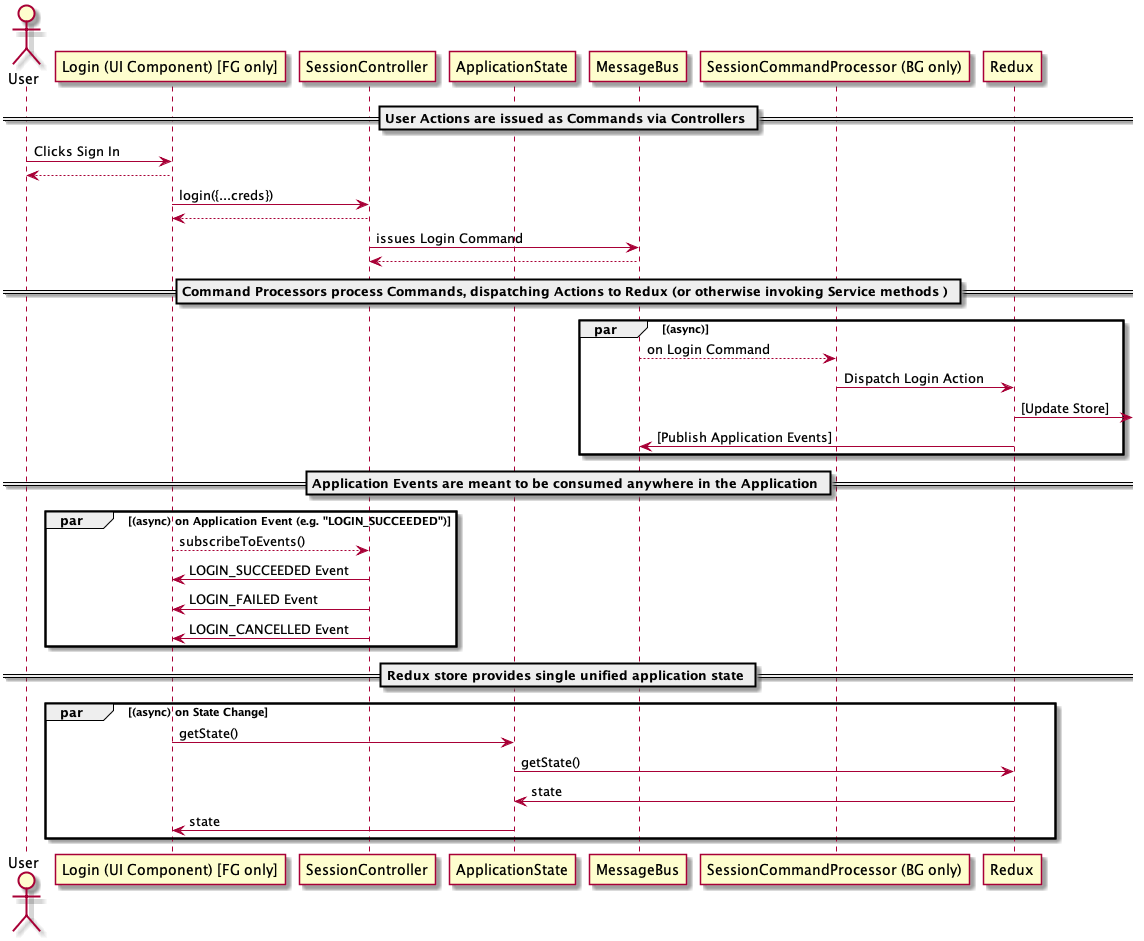 User
Login (UI Component) [FG only]
SessionController
ApplicationState
MessageBus
SessionCommandProcessor (BG only)
Redux
User Actions are issued as Commands via Controllers
Clicks Sign In
login({...creds})
issues Login Command
Command Processors process Commands, dispatching Actions to Redux (or otherwise invoking Service methods )
par
[(async)]
on Login Command
Dispatch Login Action
[Update Store]
[Publish Application Events]
Application Events are meant to be consumed anywhere in the Application
par
[(async) on Application Event (e.g. "LOGIN_SUCCEEDED")]
subscribeToEvents()
LOGIN_SUCCEEDED Event
LOGIN_FAILED Event
LOGIN_CANCELLED Event
Redux store provides single unified application state
par
[(async) on State Change]
getState()
getState()
state
state
User
Login (UI Component) [FG only]
SessionController
ApplicationState
MessageBus
SessionCommandProcessor (BG only)
Redux